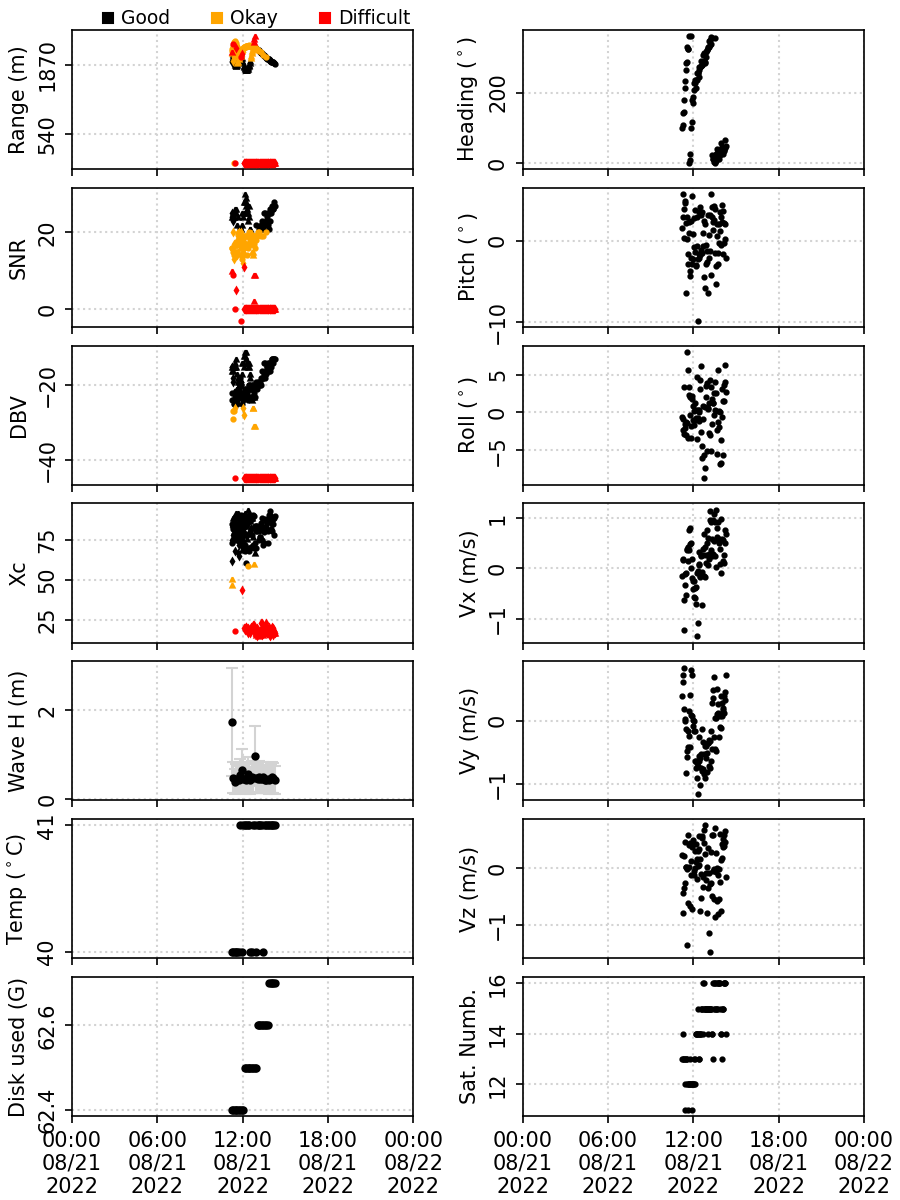 Good Okay Difficult
Range (m)
1870
540
Heading (°)
200
0
SNR
20
0
Pitch (°)
0
−10
DBV
−20
−40
Roll (°)
5
0
−5
Xc
75
50
25
Vx (m/s)
1
0
−1
Wave H (m)
2
0
Vy (m/s)
0
−1
Temp (°C)
41
40
Vz (m/s)
0
−1
Disk used (G)
62.6
62.4
Sat. Numb.
16
14
12
00:00 06:00 12:00 18:00 00:00 00:00 06:00 12:00 18:00 00:00
08/21 08/21 08/21 08/21 08/22 08/21 08/21 08/21 08/21 08/22
2022 2022 2022 2022 2022 2022 2022 2022 2022 2022